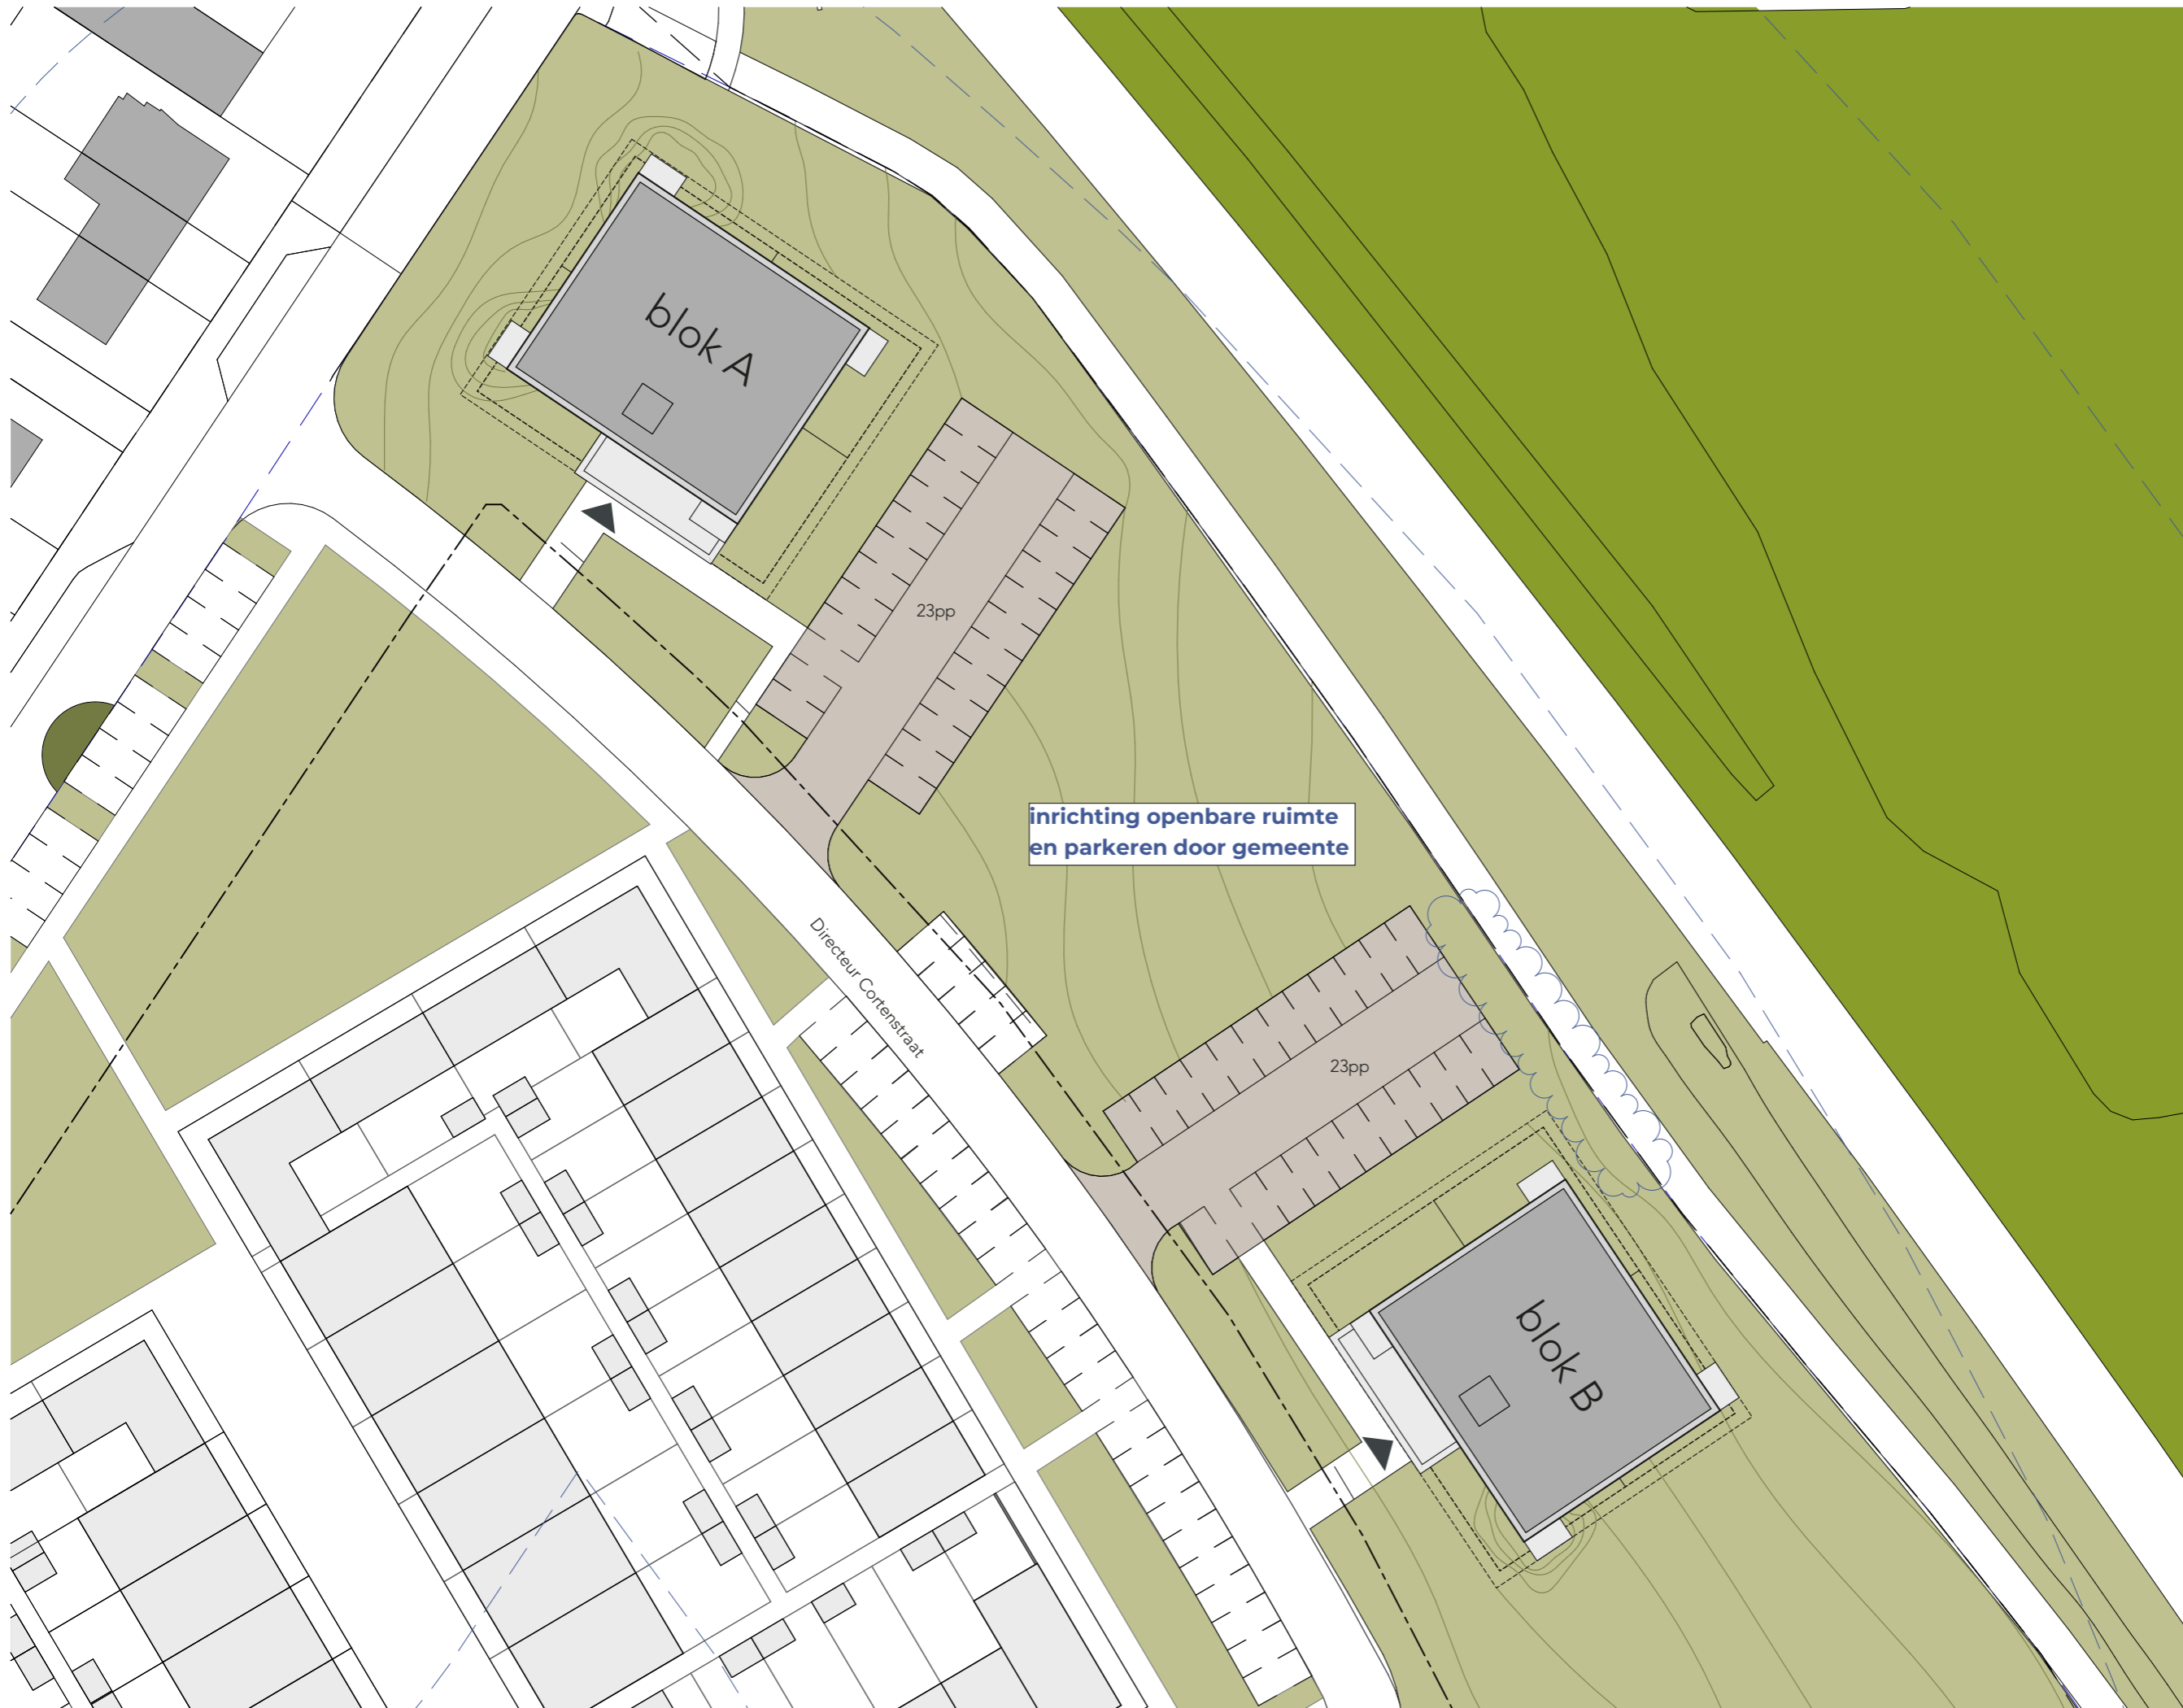 blok A
23pp
inrichting openbare ruimte
en parkeren door gemeente
Directeur Cortenstraat
23pp
blok B